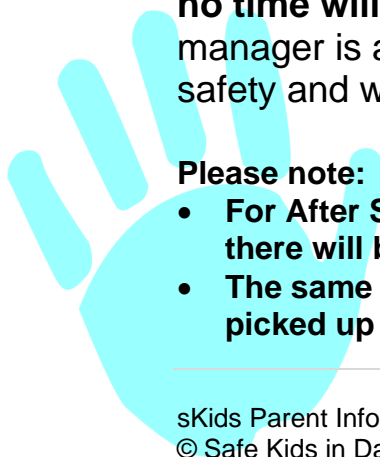 no time will
manager is a
safety and w
Please note:
• For After S
there will b
• The same
picked up
sKids Parent Info
© Safe Kids in Da